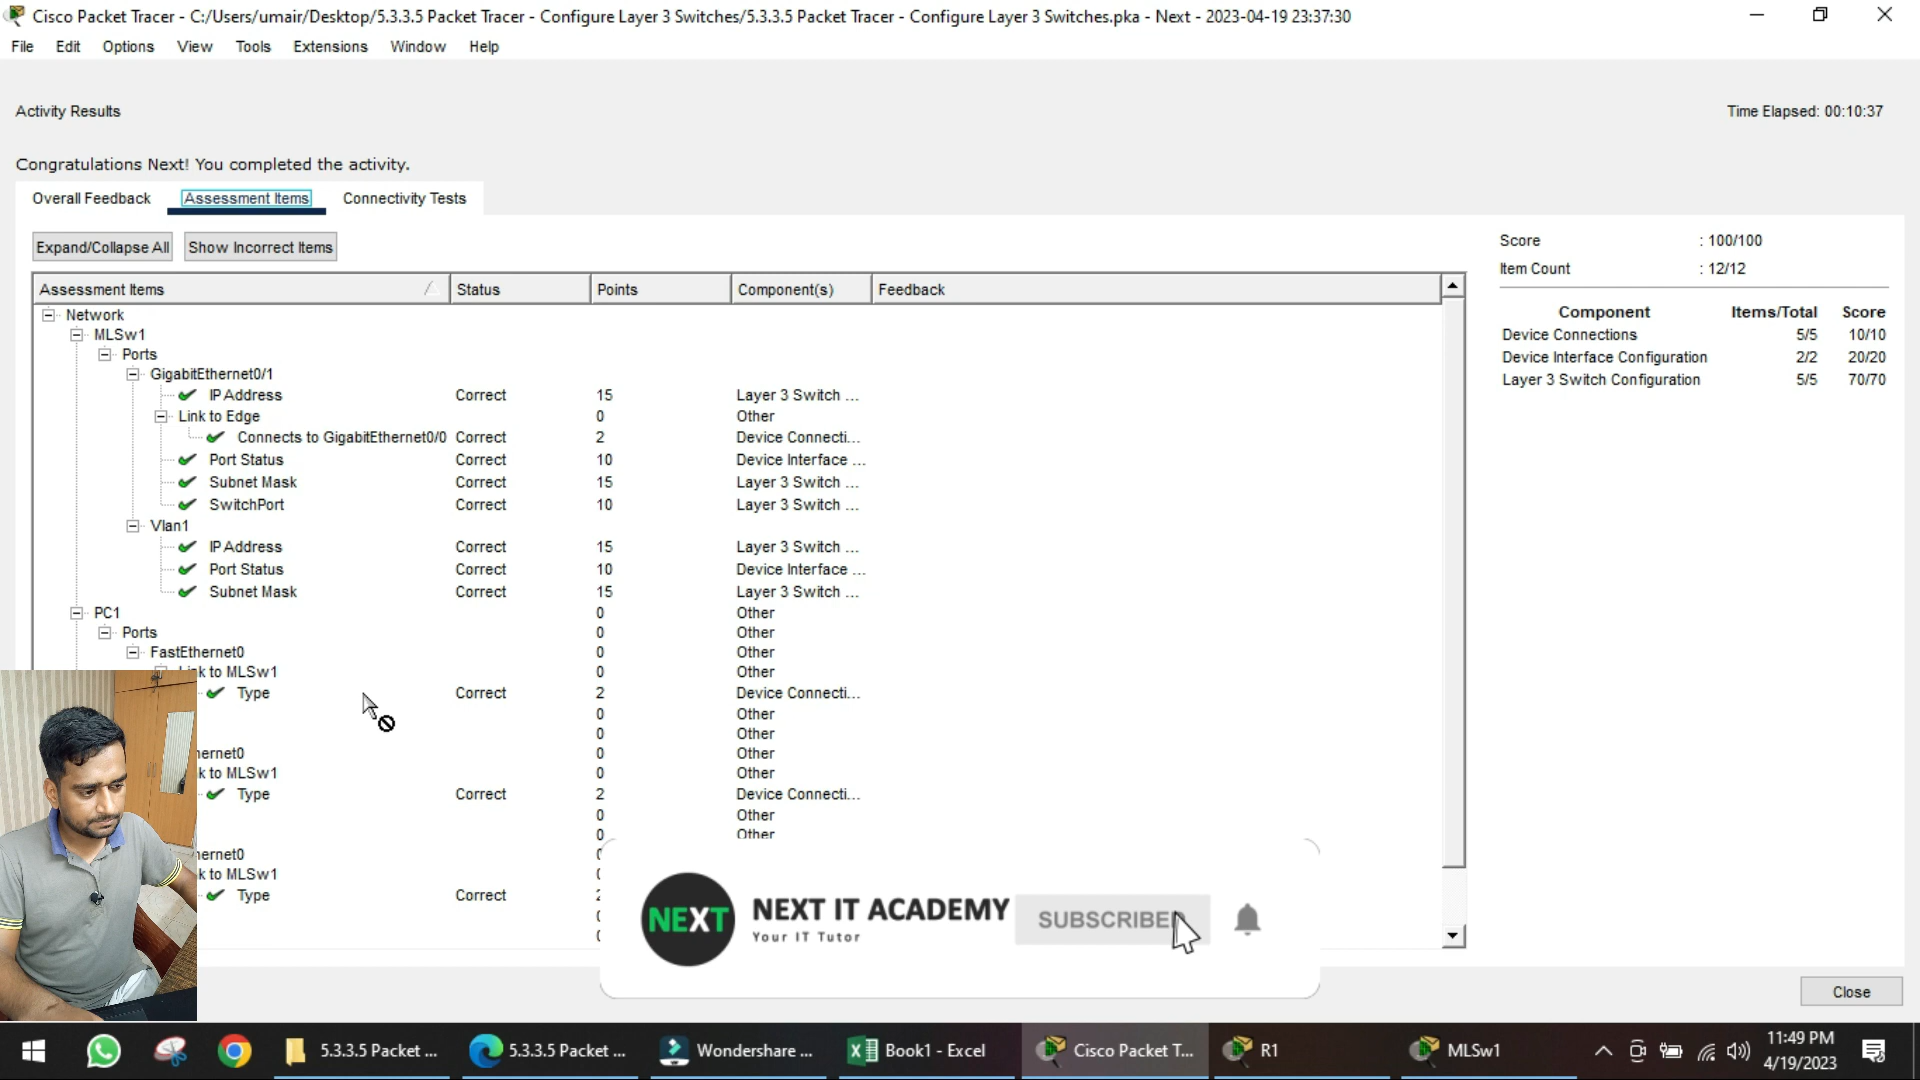 Cisco Packet Tracer - C:/Users/umair/Desktop/5.3.3.5 Packet Tracer - Configure Layer 3 Switches/5.3.3.5 Packet Tracer - Configure Layer 3 Switches.pka - Next - 2023-04-19 23:37:30
File Edit Options View Tools Extensions Window Help
Activity Results
Time Elapsed: 00:10:37
Congratulations Next! You completed the activity.
Overall Feedback Assessment Items Connectivity Tests
Expand/Collapse All Show Incorrect Items
Assessment Items Status Points Component(s) Feedback
Network
MLSw1
Ports
GigabitEthernet0/1
IP Address Correct 15 Layer 3 Switch ...
Link to Edge 0 Other
Connects to GigabitEthernet0/0 Correct 2 Device Connecti...
Port Status Correct 10 Device Interface ...
Subnet Mask Correct 15 Layer 3 Switch ...
SwitchPort Correct 10 Layer 3 Switch ...
Vlan1
IP Address Correct 15 Layer 3 Switch ...
Port Status Correct 10 Device Interface ...
Subnet Mask Correct 15 Layer 3 Switch ...
PC1 0 Other
Ports 0 Other
FastEthernet0 0 Other
k to MLSw1 0 Other
Type Correct 2 Device Connecti...
0 Other
0 Other
hernet0 0 Other
k to MLSw1 0 Other
Type Correct 2 Device Connecti...
0 Other
0 Other
hernet0
k to MLSw1
Type Correct
Score : 100/100
Item Count : 12/12
Component Items/Total Score
Device Connections 5/5 10/10
Device Interface Configuration 2/2 20/20
Layer 3 Switch Configuration 5/5 70/70
NEXT
NEXT IT ACADEMY
Your IT Tutor
SUBSCRIBED
Close
5.3.3.5 Packet ... 5.3.3.5 Packet ... Wondershare ... Book1 - Excel Cisco Packet T... R1 MLSw1
11:49 PM
4/19/2023